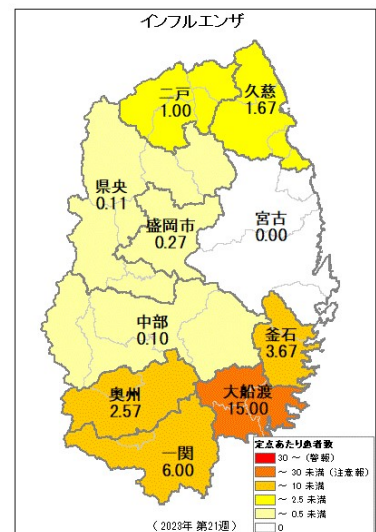 インフルエンザ
二戸
1.00
久慈
1.67
県央
0.11
盛岡市
0.27
宮古
0.00
中部
0.10
釜石
3.67
奥州
2.57
大船渡
15.00
一関
6.00
定点あたり患者数
30 ~ (警報)
~ 30 未満 (注意報)
~ 10 未満
~ 2.5 未満
~ 0.5 未満
0
(2023年 第21週)